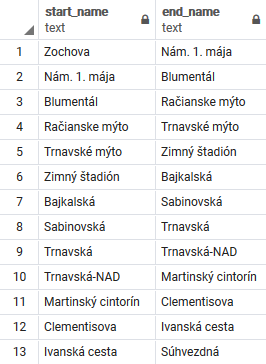 start_name end_name
text text
1 Zochova Nám. 1. mája
2 Nám. 1. mája Blumentál
3 Blumentál Račianske mýto
4 Račianske mýto Trnavské mýto
5 Trnavské mýto Zimný štadión
6 Zimný štadión Bajkalská
7 Bajkalská Sabinovská
8 Sabinovská Trnavská
9 Trnavská Trnavská-NAD
10 Trnavská-NAD Martinský cintorín
11 Martinský cintorín Clementisova
12 Clementisova Ivanská cesta
13 Ivanská cesta Súhvezdná